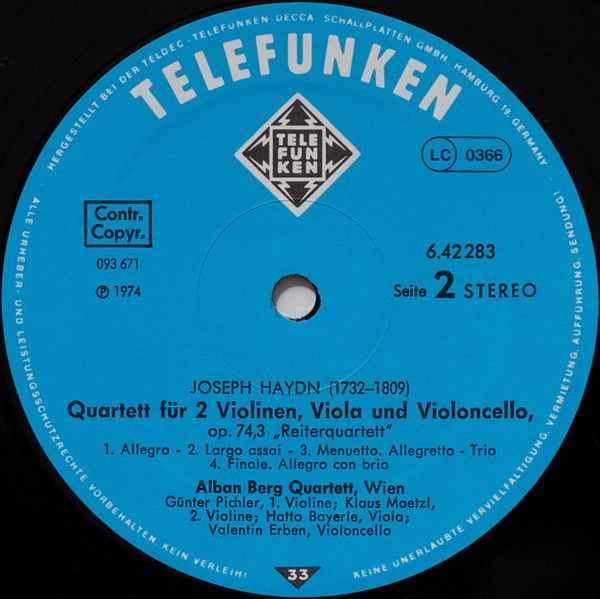 HERGESTELLT BEI DER TELDEC · TELEFUNKEN-DECCA SCHALLPLATTEN GMBH, HAMBURG 19, GERMANY
TELEFUNKEN
TELE
FUN
KEN
LC 0366
Contr.
Copyr.
093 671
℗ 1974
6.42283
Seite 2 STEREO
JOSEPH HAYDN (1732–1809)
Quartett für 2 Violinen, Viola und Violoncello,
op. 74,3 „Reiterquartett"
1. Allegro - 2. Largo assai - 3. Menuetto. Allegretto - Trio
4. Finale. Allegro con brio
Alban Berg Quartett, Wien
Günter Pichler, 1. Violine; Klaus Maetzl,
2. Violine; Hatto Bayerle, Viola;
Valentin Erben, Violoncello
33
ALLE URHEBER- UND LEISTUNGSSCHUTZRECHTE VORBEHALTEN KEIN VERLEIH!
KEINE UNERLAUBTE VERVIELFÄLTIGUNG, VERMIETUNG, AUFFÜHRUNG, SENDUNG!